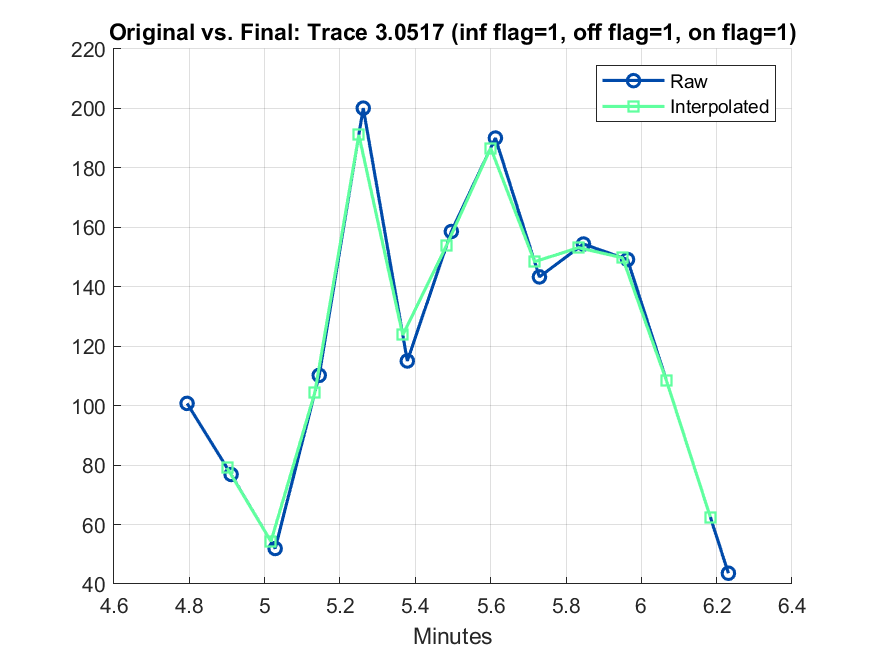 Original vs. Final: Trace 3.0517 (inf flag=1, off flag=1, on flag=1)
220
200
180
160
140
120
100
80
60
40
Raw
Interpolated
4.6 4.8 5 5.2 5.4 5.6 5.8 6 6.2 6.4
Minutes